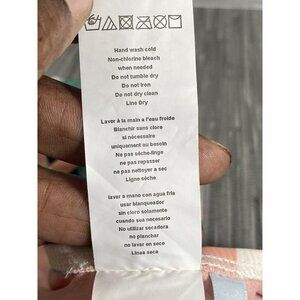 Hand wash cold
Non-chlorine bleach
when needed
Do not tumble dry
Do not iron
Do not dry clean
Line Dry
Laver à la main a l'eau froide
Blanchir sans clore
si nécessaire
uniquement au besoin
Ne pas sèche-linge
ne pas repasser
ne pas nettoyer a sec
Ligne sèche
lavar a mano con agua fria
usar blanqueador
sin cloro solamente
cuando sea necesario
No utilizar secadora
no planchar
no lavar en seco
Linea seca